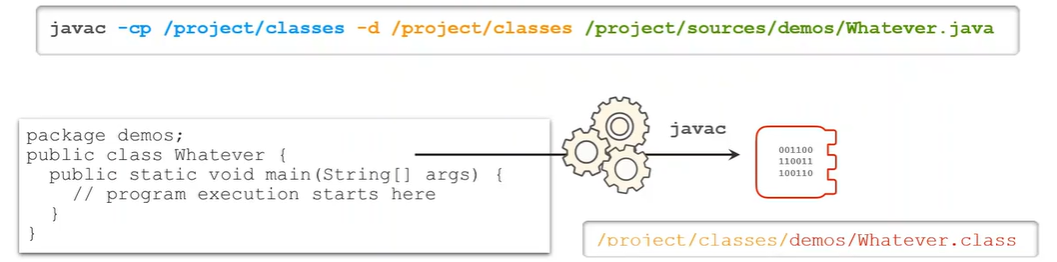 javac -cp /project/classes -d /project/classes /project/sources/demos/Whatever.java
package demos;
public class Whatever {
  public static void main(String[] args) {
    // program execution starts here
  }
}
javac
001100
110011
100110
/project/classes/demos/Whatever.class